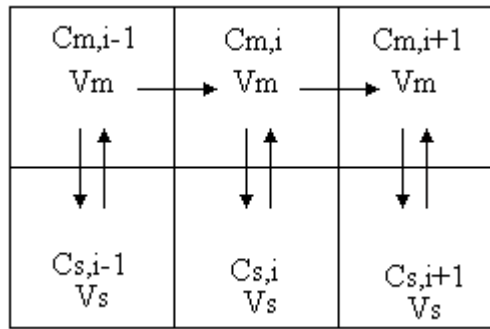 Cm,i-1
Vm
Cm,i
Vm
Cm,i+1
Vm
Cs,i-1
Vs
Cs,i
Vs
Cs,i+1
Vs